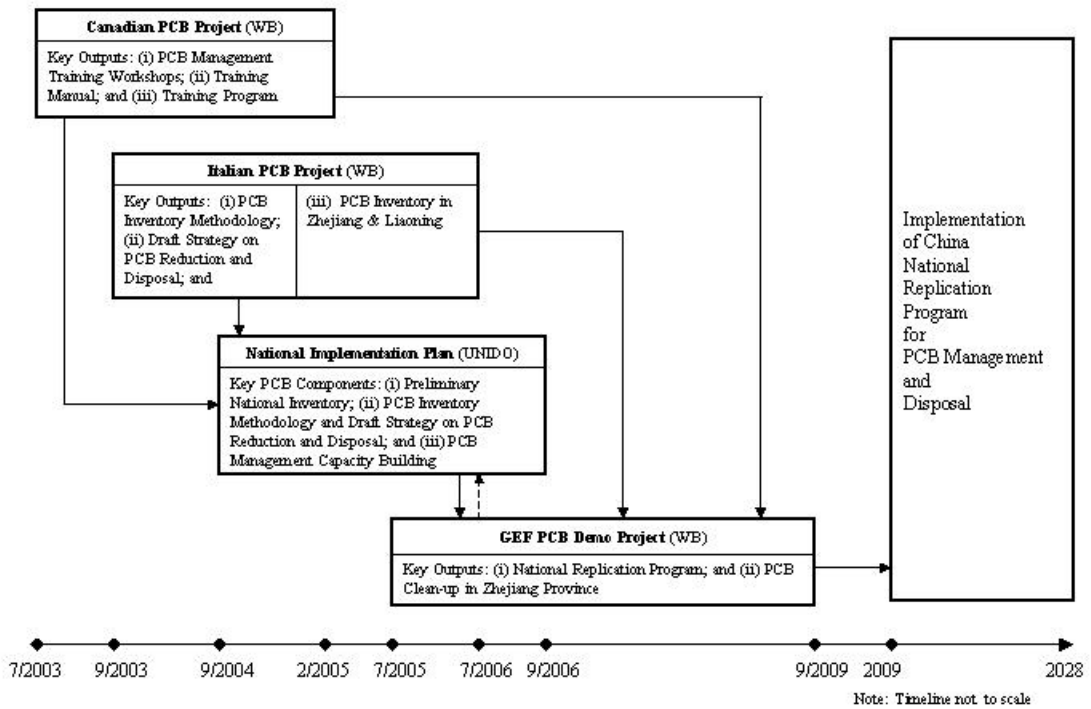 Canadian PCB Project (WB)
Key Outputs: (i) PCB Management
Training Workshops; (ii) Training
Manual; and (iii) Training Program
Italian PCB Project (WB)
Key Outputs: (i) PCB
Inventory Methodology;
(ii) Draft Strategy on
PCB Reduction and
Disposal; and
(iii) PCB Inventory in
Zhejiang & Liaoning
National Implementation Plan (UNIDO)
Key PCB Components: (i) Preliminary
National Inventory; (ii) PCB Inventory
Methodology and Draft Strategy on PCB
Reduction and Disposal; and (iii) PCB
Management Capacity Building
GEF PCB Demo Project (WB)
Key Outputs: (i) National Replication Program; and (ii) PCB
Clean-up in Zhejiang Province
Implementation
of China
National
Replication
Program
for
PCB Management
and
Disposal
7/2003 9/2003 9/2004 2/2005 7/2005 7/2006 9/2006 9/2009 2009 2028
Note: Timeline not to scale